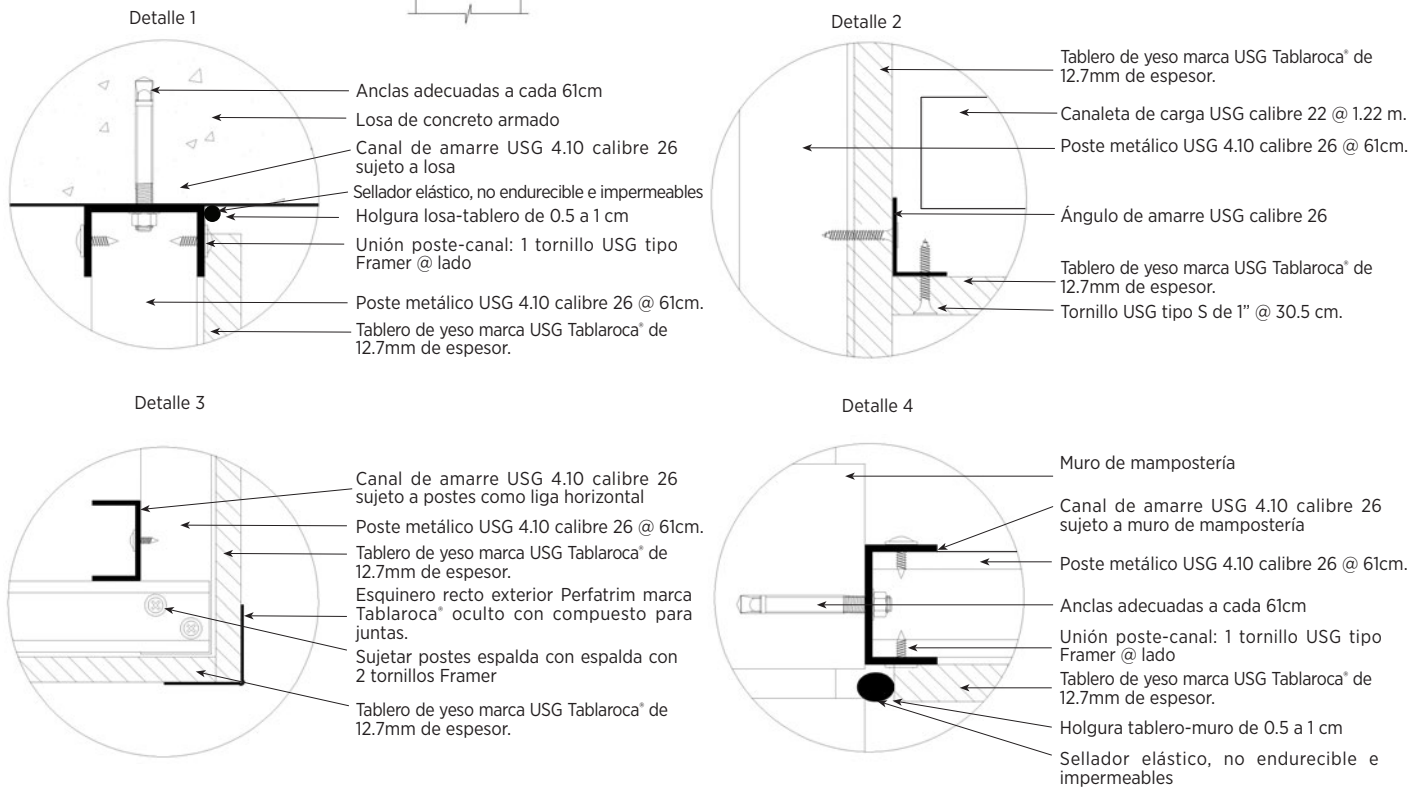 Detalle 1
Anclas adecuadas a cada 61cm
Losa de concreto armado
Canal de amarre USG 4.10 calibre 26
sujeto a losa
Sellador elástico, no endurecible e impermeables
Holgura losa-tablero de 0.5 a 1 cm
Unión poste-canal: 1 tornillo USG tipo
Framer @ lado
Poste metálico USG 4.10 calibre 26 @ 61cm.
Tablero de yeso marca USG Tablaroca® de
12.7mm de espesor.
Detalle 2
Tablero de yeso marca USG Tablaroca® de
12.7mm de espesor.
Canaleta de carga USG calibre 22 @ 1.22 m.
Poste metálico USG 4.10 calibre 26 @ 61cm.
Ángulo de amarre USG calibre 26
Tablero de yeso marca USG Tablaroca® de
12.7mm de espesor.
Tornillo USG tipo S de 1” @ 30.5 cm.
Detalle 3
Canal de amarre USG 4.10 calibre 26
sujeto a postes como liga horizontal
Poste metálico USG 4.10 calibre 26 @ 61cm.
Tablero de yeso marca USG Tablaroca® de
12.7mm de espesor.
Esquinero recto exterior Perfatrim marca
Tablaroca® oculto con compuesto para
juntas.
Sujetar postes espalda con espalda con
2 tornillos Framer
Tablero de yeso marca USG Tablaroca® de
12.7mm de espesor.
Detalle 4
Muro de mampostería
Canal de amarre USG 4.10 calibre 26
sujeto a muro de mampostería
Poste metálico USG 4.10 calibre 26 @ 61cm.
Anclas adecuadas a cada 61cm
Unión poste-canal: 1 tornillo USG tipo
Framer @ lado
Tablero de yeso marca USG Tablaroca® de
12.7mm de espesor.
Holgura tablero-muro de 0.5 a 1 cm
Sellador elástico, no endurecible e
impermeables